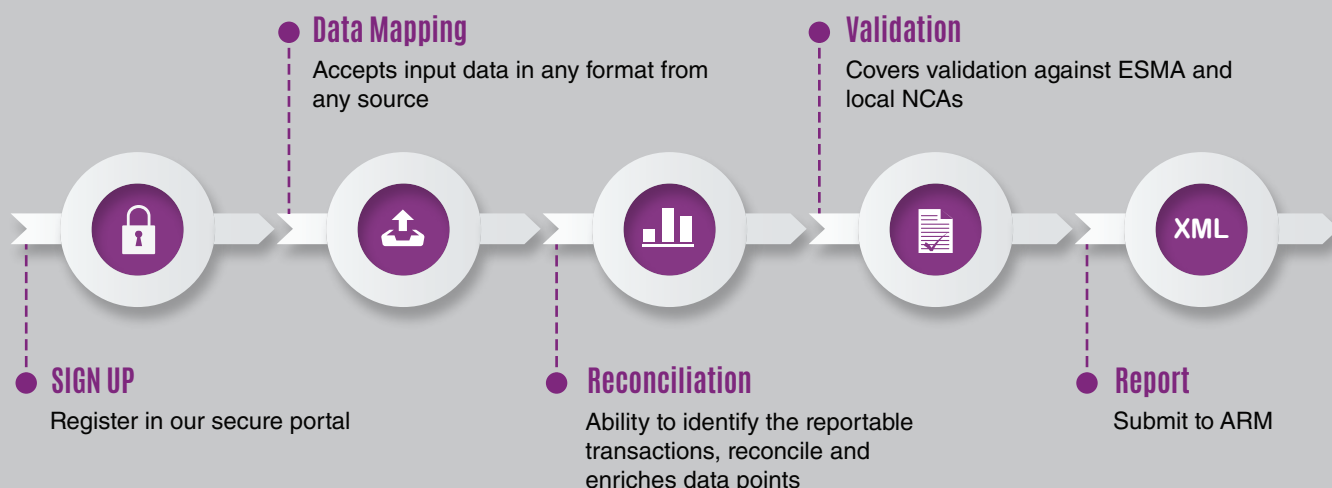 SIGN UP
Register in our secure portal
Data Mapping
Accepts input data in any format from
any source
Reconciliation
Ability to identify the reportable
transactions, reconcile and
enriches data points
Validation
Covers validation against ESMA and
local NCAs
XML
Report
Submit to ARM